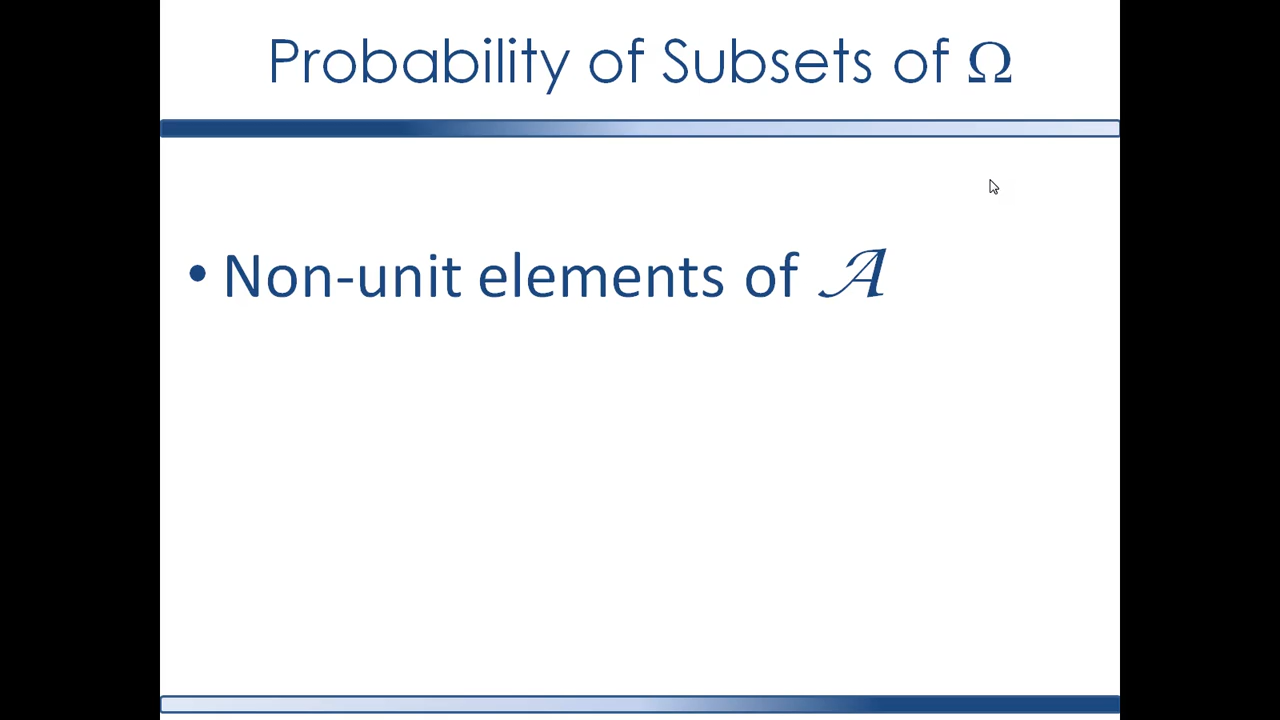 Probability of Subsets of Ω
• Non-unit elements of 𝒜